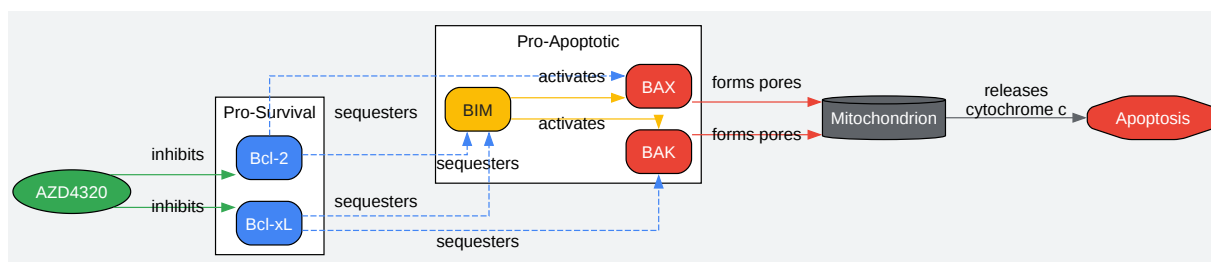 Pro-Apoptotic
activates
BAX
forms pores
releases
cytochrome c
Pro-Survival
sequesters
BIM
activates
Mitochondrion
Apoptosis
inhibits
Bcl-2
sequesters
BAK
forms pores
AZD4320
inhibits
Bcl-xL
sequesters
sequesters